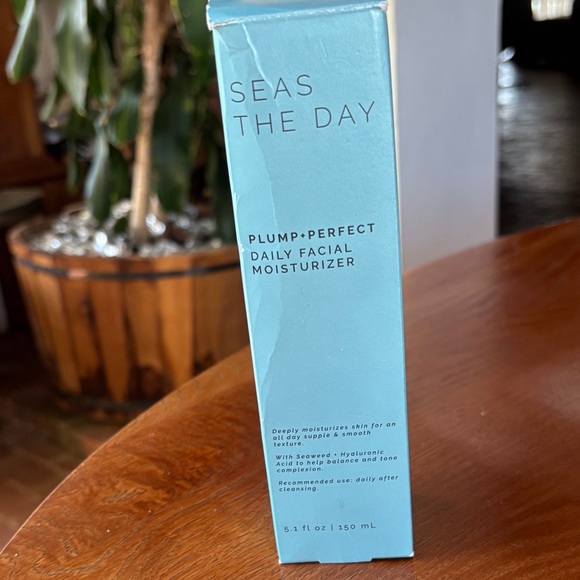 SEAS
THE DAY
PLUMP+PERFECT
DAILY FACIAL
MOISTURIZER
Deeply moisturizes skin for an
all day supple & smooth
texture.
With Seaweed + Hyaluronic
Acid to help balance and tone
complexion.
Recommended use: daily after
cleansing.
5.1 fl oz | 150 mL